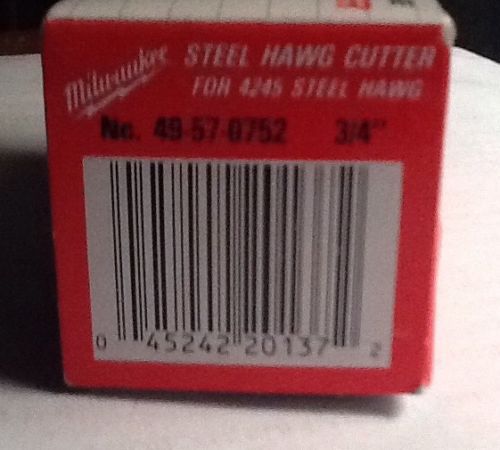 Milwaukee
STEEL HAWG CUTTER
FOR 4245 STEEL HAWG
No. 49-57-0752 3/4"
0 45242 20137 2